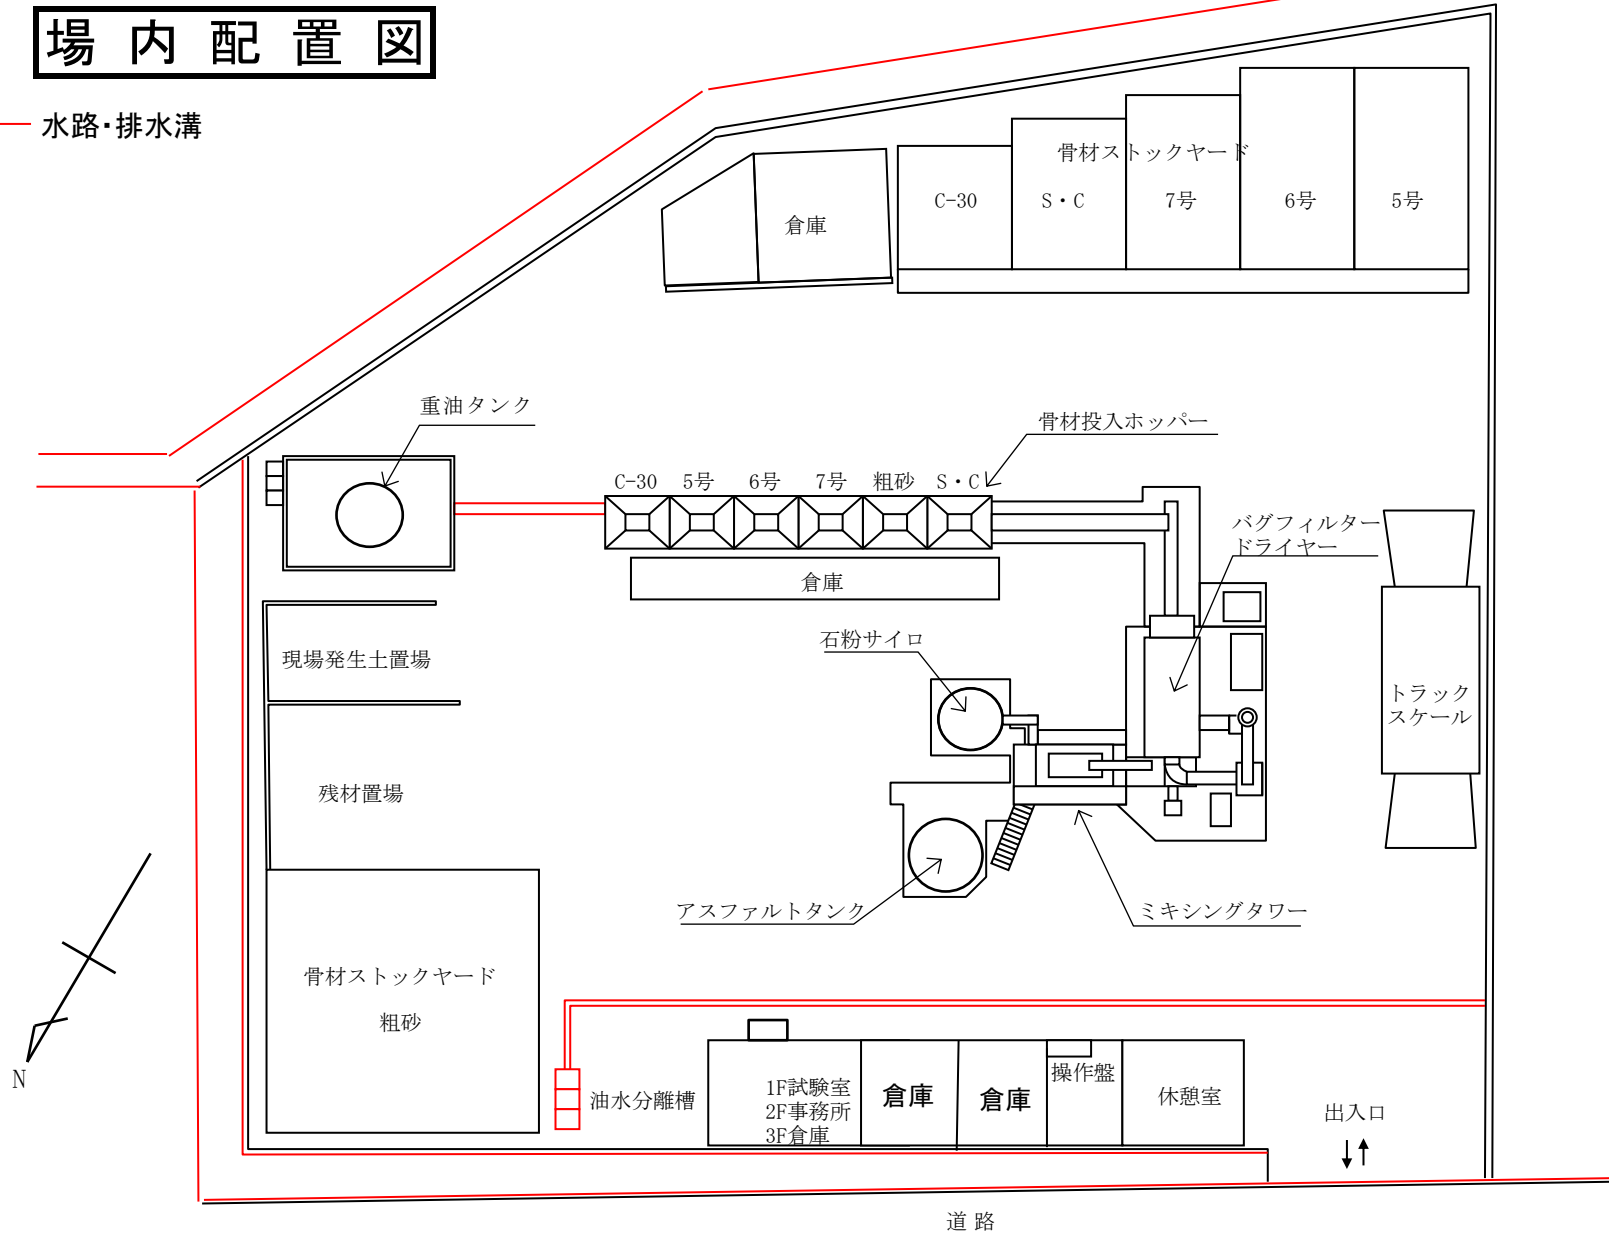 場内配置図
水路・排水溝
骨材ストックヤード
C-30
S・C
7号
6号
5号
倉庫
重油タンク
骨材投入ホッパー
C-30
5号
6号
7号
粗砂
S・C
バグフィルター
ドライヤー
倉庫
石粉サイロ
現場発生土置場
トラック
スケール
残材置場
アスファルトタンク
ミキシングタワー
骨材ストックヤード
粗砂
N
油水分離槽
1F試験室
2F事務所
3F倉庫
倉庫
倉庫
操作盤
休憩室
出入口
道路